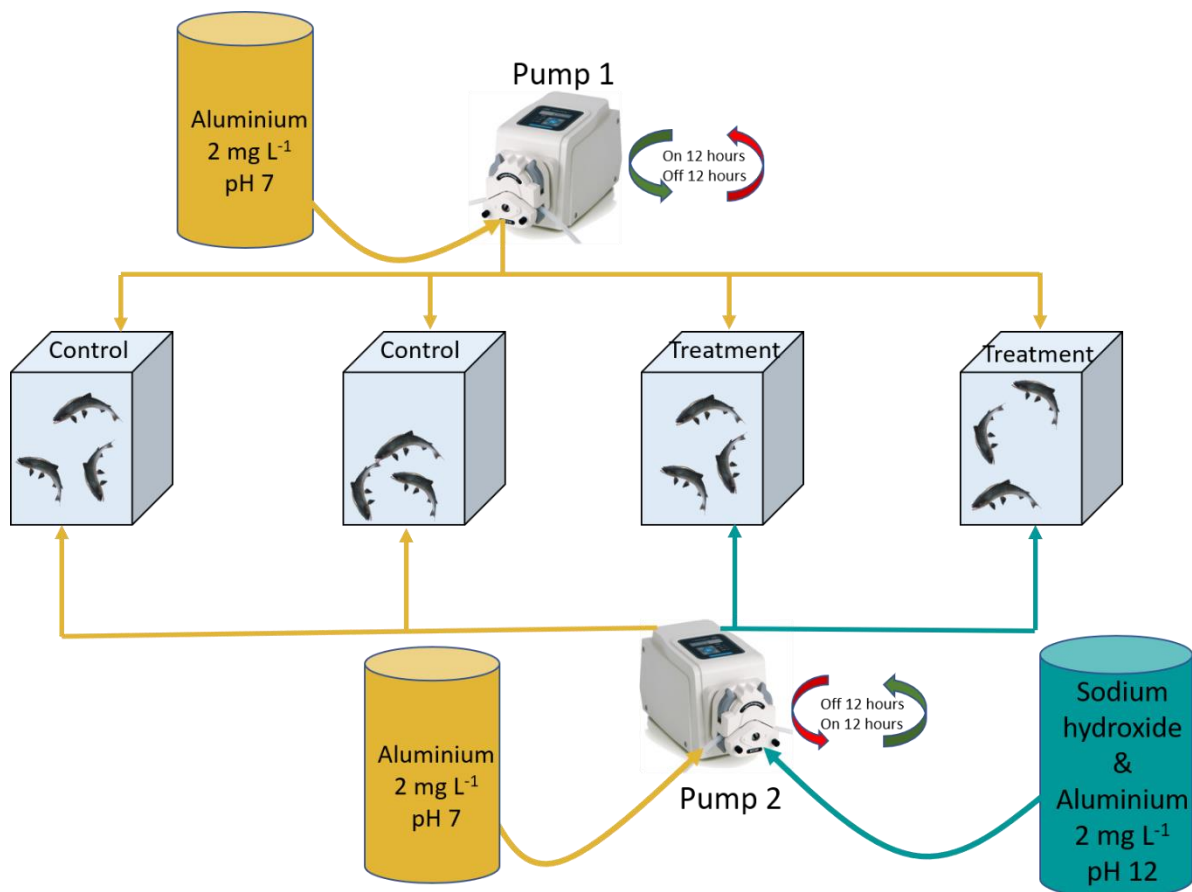 Aluminium
2 mg L⁻¹
pH 7
Pump 1
On 12 hours
Off 12 hours
Control
Control
Treatment
Treatment
Aluminium
2 mg L⁻¹
pH 7
Pump 2
Off 12 hours
On 12 hours
Sodium
hydroxide
&
Aluminium
2 mg L⁻¹
pH 12